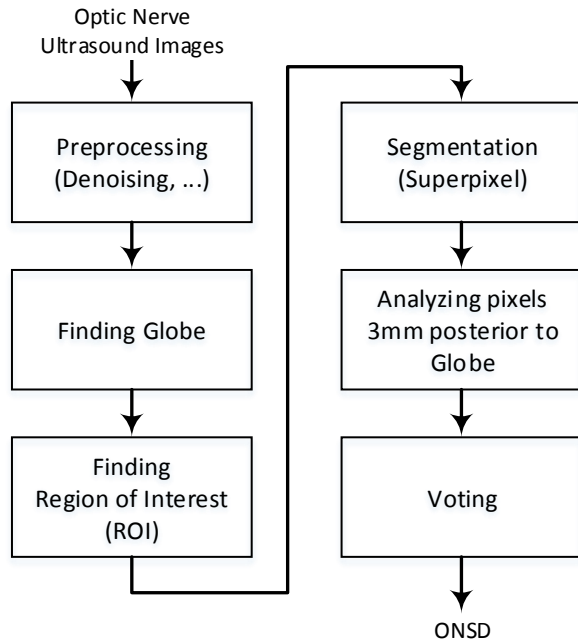 Optic Nerve
Ultrasound Images
Preprocessing
(Denoising, ...)
Finding Globe
Finding
Region of Interest
(ROI)
Segmentation
(Superpixel)
Analyzing pixels
3mm posterior to
Globe
Voting
ONSD